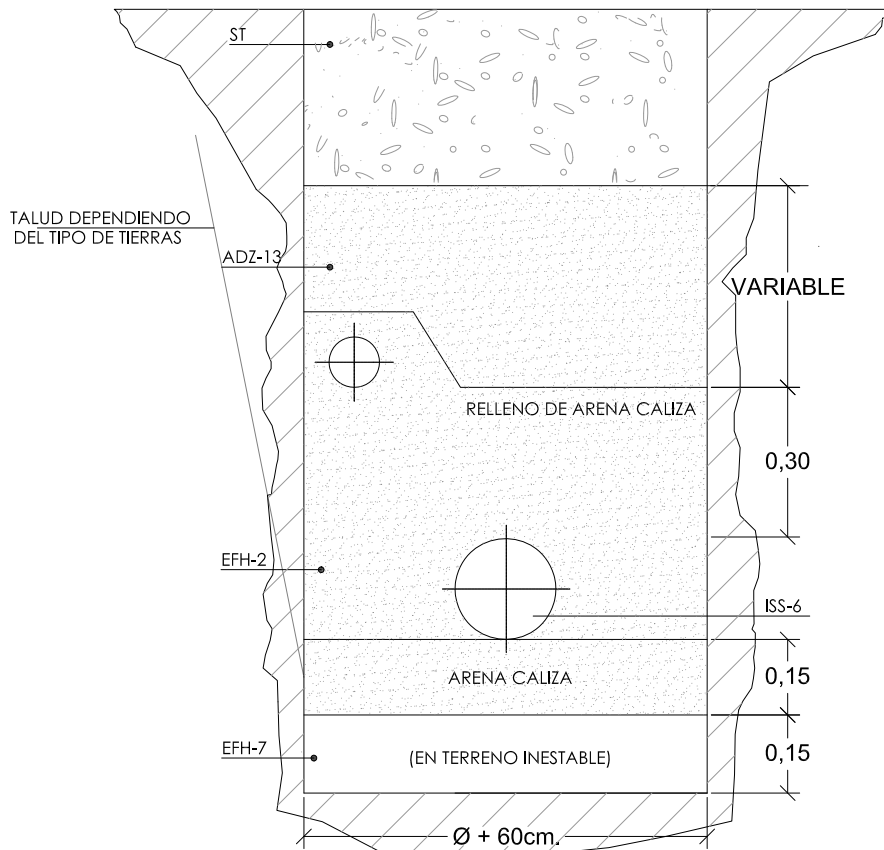 ST
TALUD DEPENDIENDO
DEL TIPO DE TIERRAS
ADZ-13
VARIABLE
RELLENO DE ARENA CALIZA
0,30
EFH-2
ISS-6
ARENA CALIZA
0,15
EFH-7
(EN TERRENO INESTABLE)
0,15
Ø + 60cm.